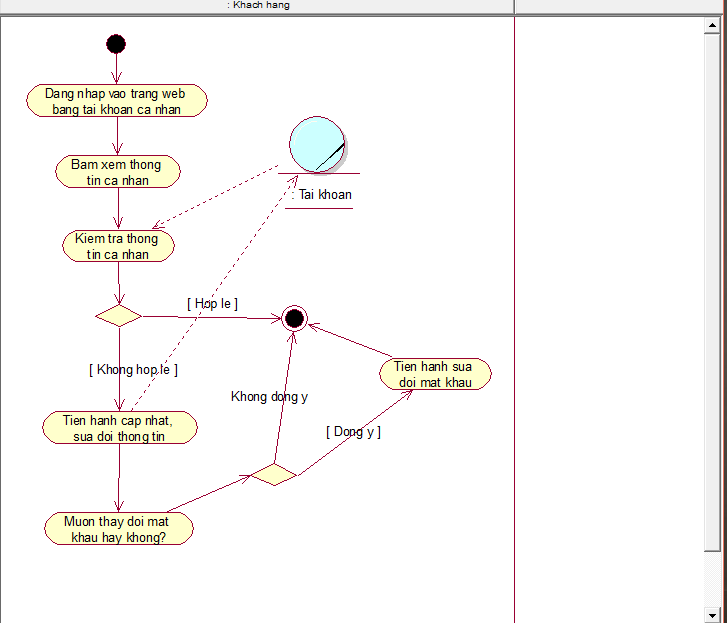 : Khach hang
Dang nhap vao trang web
bang tai khoan ca nhan
Bam xem thong
tin ca nhan
: Tai khoan
Kiem tra thong
tin ca nhan
[ Hop le ]
[ Khong hop le ]
Tien hanh sua
doi mat khau
Khong dong y
Tien hanh cap nhat,
sua doi thong tin
[ Dong y ]
Muon thay doi mat
khau hay khong?